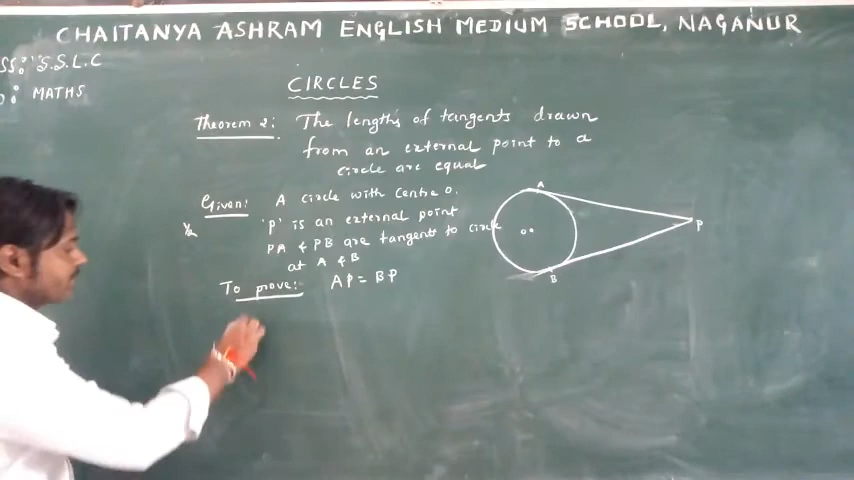 CHAITANYA ASHRAM ENGLISH MEDIUM SCHOOL, NAGANUR
SS: S.S.L.C
: MATHS
CIRCLES
Theorem 2: The lengths of tangents drawn
from an external point to a
circle are equal
Given: A circle with Centre O.
'P' is an external point
PA & PB are tangents to circle
at A & B
To prove: AP = BP
A
P
O
B